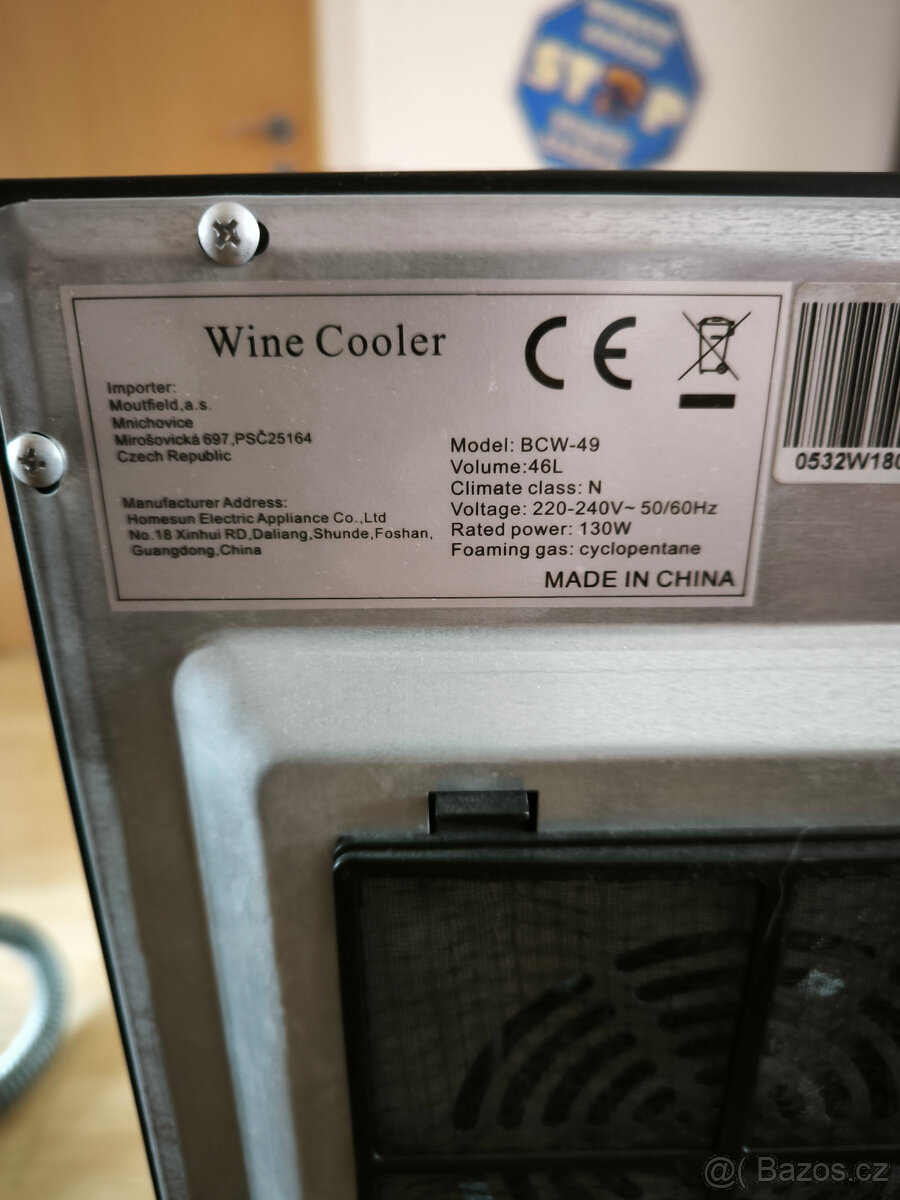 STOP
Wine Cooler
CE
Importer:
Moutfield,a.s.
Mnichovice
Mirošovická 697,PSČ25164
Czech Republic
Manufacturer Address:
Homesun Electric Appliance Co.,Ltd
No.18 Xinhui RD,Daliang,Shunde,Foshan,
Guangdong,China
Model: BCW-49
Volume:46L
Climate class: N
Voltage: 220-240V~ 50/60Hz
Rated power: 130W
Foaming gas: cyclopentane
MADE IN CHINA
0532W180
@( Bazos.cz